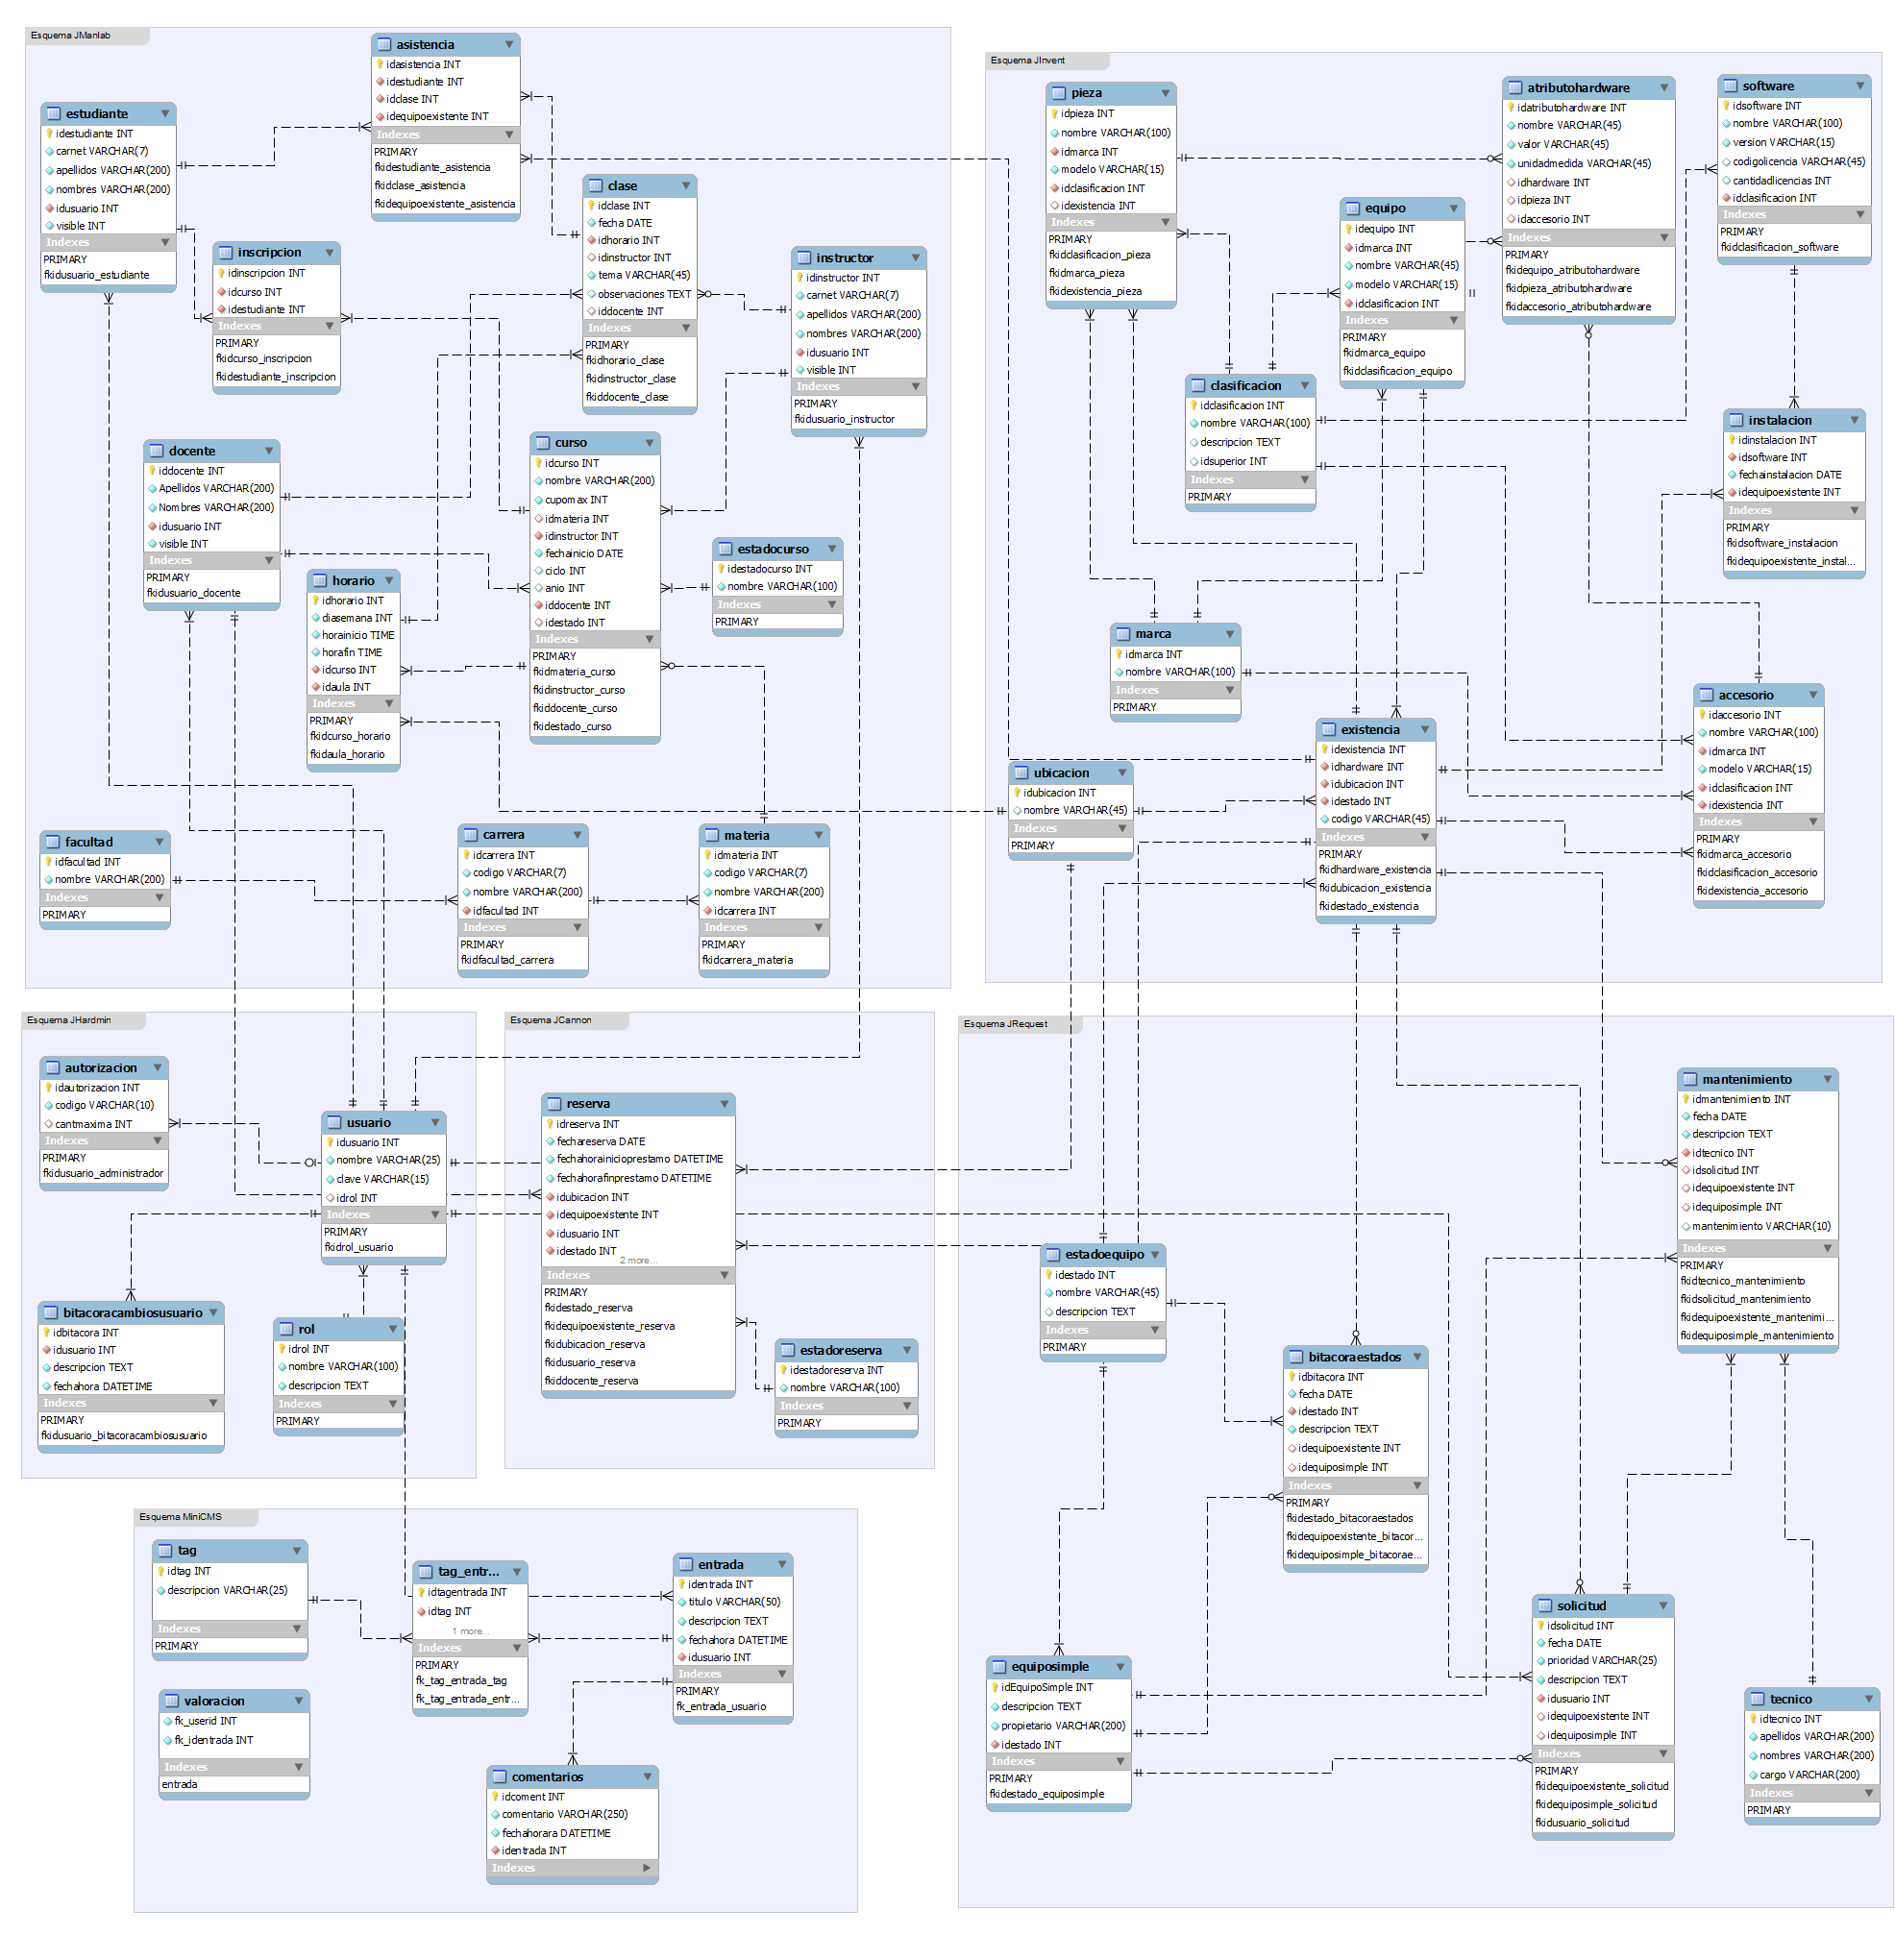 Esquema JManlab
asistencia
idasistencia INT
idestudiante INT
idclase INT
idequipoexistente INT
Indexes
PRIMARY
fkidestudiante_asistencia
fkidclase_asistencia
fkidequipoexistente_asistencia
estudiante
idestudiante INT
carnet VARCHAR(7)
apellidos VARCHAR(200)
nombres VARCHAR(200)
idusuario INT
visible INT
Indexes
PRIMARY
fkidusuario_estudiante
clase
idclase INT
fecha DATE
idhorario INT
idinstructor INT
tema VARCHAR(45)
observaciones TEXT
iddocente INT
Indexes
PRIMARY
fkidhorario_clase
fkidinstructor_clase
fkiddocente_clase
inscripcion
idinscripcion INT
idcurso INT
idestudiante INT
Indexes
PRIMARY
fkidcurso_inscripcion
fkidestudiante_inscripcion
instructor
idinstructor INT
carnet VARCHAR(7)
apellidos VARCHAR(200)
nombres VARCHAR(200)
idusuario INT
visible INT
Indexes
PRIMARY
fkidusuario_instructor
docente
iddocente INT
Apellidos VARCHAR(200)
Nombres VARCHAR(200)
idusuario INT
visible INT
Indexes
PRIMARY
fkidusuario_docente
curso
idcurso INT
nombre VARCHAR(200)
cupomax INT
idmateria INT
idinstructor INT
fechainicio DATE
ciclo INT
anio INT
iddocente INT
idestado INT
Indexes
PRIMARY
fkidmateria_curso
fkidinstructor_curso
fkiddocente_curso
fkidestado_curso
estadocurso
idestadocurso INT
nombre VARCHAR(100)
Indexes
PRIMARY
horario
idhorario INT
diasemana INT
horainicio TIME
horafin TIME
idcurso INT
idaula INT
Indexes
PRIMARY
fkidcurso_horario
fkidaula_horario
facultad
idfacultad INT
nombre VARCHAR(200)
Indexes
PRIMARY
carrera
idcarrera INT
codigo VARCHAR(7)
nombre VARCHAR(200)
idfacultad INT
Indexes
PRIMARY
fkidfacultad_carrera
materia
idmateria INT
codigo VARCHAR(7)
nombre VARCHAR(200)
idcarrera INT
Indexes
PRIMARY
fkidcarrera_materia
Esquema JInvent
pieza
idpieza INT
nombre VARCHAR(100)
idmarca INT
modelo VARCHAR(15)
idclasificacion INT
idexistencia INT
Indexes
PRIMARY
fkidclasificacion_pieza
fkidmarca_pieza
fkidexistencia_pieza
atributohardware
idatributohardware INT
nombre VARCHAR(45)
valor VARCHAR(45)
unidadmedida VARCHAR(45)
idhardware INT
idpieza INT
idaccesorio INT
Indexes
PRIMARY
fkidequipo_atributohardware
fkidpieza_atributohardware
fkidaccesorio_atributohardware
software
idsoftware INT
nombre VARCHAR(100)
version VARCHAR(15)
codigolicencia VARCHAR(45)
cantidadlicencias INT
idclasificacion INT
Indexes
PRIMARY
fkidclasificacion_software
equipo
idequipo INT
idmarca INT
nombre VARCHAR(45)
modelo VARCHAR(15)
idclasificacion INT
Indexes
PRIMARY
fkidmarca_equipo
fkidclasificacion_equipo
clasificacion
idclasificacion INT
nombre VARCHAR(100)
descripcion TEXT
idsuperior INT
Indexes
PRIMARY
instalacion
idinstalacion INT
idsoftware INT
fechainstalacion DATE
idequipoexistente INT
Indexes
PRIMARY
fkidsoftware_instalacion
fkidequipoexistente_instal...
marca
idmarca INT
nombre VARCHAR(100)
Indexes
PRIMARY
accesorio
idaccesorio INT
nombre VARCHAR(100)
idmarca INT
modelo VARCHAR(15)
idclasificacion INT
idexistencia INT
Indexes
PRIMARY
fkidmarca_accesorio
fkidclasificacion_accesorio
fkidexistencia_accesorio
existencia
idexistencia INT
idhardware INT
idubicacion INT
idestado INT
codigo VARCHAR(45)
Indexes
PRIMARY
fkidhardware_existencia
fkidubicacion_existencia
fkidestado_existencia
ubicacion
idubicacion INT
nombre VARCHAR(45)
Indexes
PRIMARY
Esquema JHardmin
autorizacion
idautorizacion INT
codigo VARCHAR(10)
cantmaxima INT
Indexes
PRIMARY
fkidusuario_administrador
usuario
idusuario INT
nombre VARCHAR(25)
clave VARCHAR(15)
idrol INT
Indexes
PRIMARY
fkidrol_usuario
bitacoracambiosusuario
idbitacora INT
idusuario INT
descripcion TEXT
fechahora DATETIME
Indexes
PRIMARY
fkidusuario_bitacoracambiosusuario
rol
idrol INT
nombre VARCHAR(100)
descripcion TEXT
Indexes
PRIMARY
Esquema JCannon
reserva
idreserva INT
fechareserva DATE
fechahorainicioprestamo DATETIME
fechahorafinprestamo DATETIME
idubicacion INT
idequipoexistente INT
idusuario INT
idestado INT
2 more...
Indexes
PRIMARY
fkidestado_reserva
fkidequipoexistente_reserva
fkidubicacion_reserva
fkidusuario_reserva
fkiddocente_reserva
estadoreserva
idestadoreserva INT
nombre VARCHAR(100)
Indexes
PRIMARY
Esquema JRequest
mantenimiento
idmantenimiento INT
fecha DATE
descripcion TEXT
idtecnico INT
idsolicitud INT
idequipoexistente INT
idequiposimple INT
mantenimiento VARCHAR(10)
Indexes
PRIMARY
fkidtecnico_mantenimiento
fkidsolicitud_mantenimiento
fkidequipoexistente_mantenimi...
fkidequiposimple_mantenimiento
estadoequipo
idestado INT
nombre VARCHAR(45)
descripcion TEXT
Indexes
PRIMARY
bitacoraestados
idbitacora INT
fecha DATE
idestado INT
descripcion TEXT
idequipoexistente INT
idequiposimple INT
Indexes
PRIMARY
fkidestado_bitacoraestados
fkidequipoexistente_bitacor...
fkidequiposimple_bitacorae...
equiposimple
idEquipoSimple INT
descripcion TEXT
propietario VARCHAR(200)
idestado INT
Indexes
PRIMARY
fkidestado_equiposimple
solicitud
idsolicitud INT
fecha DATE
prioridad VARCHAR(25)
descripcion TEXT
idusuario INT
idequipoexistente INT
idequiposimple INT
Indexes
PRIMARY
fkidequipoexistente_solicitud
fkidequiposimple_solicitud
fkidusuario_solicitud
tecnico
idtecnico INT
apellidos VARCHAR(200)
nombres VARCHAR(200)
cargo VARCHAR(200)
Indexes
PRIMARY
Esquema MiniCMS
tag
idtag INT
descripcion VARCHAR(25)
Indexes
PRIMARY
tag_entr...
idtagentrada INT
idtag INT
1 more...
Indexes
PRIMARY
fk_tag_entrada_tag
fk_tag_entrada_entr...
entrada
identrada INT
titulo VARCHAR(50)
descripcion TEXT
fechahora DATETIME
idusuario INT
Indexes
PRIMARY
fk_entrada_usuario
valoracion
fk_userid INT
fk_identrada INT
Indexes
entrada
comentarios
idcoment INT
comentario VARCHAR(250)
fechahorara DATETIME
identrada INT
Indexes